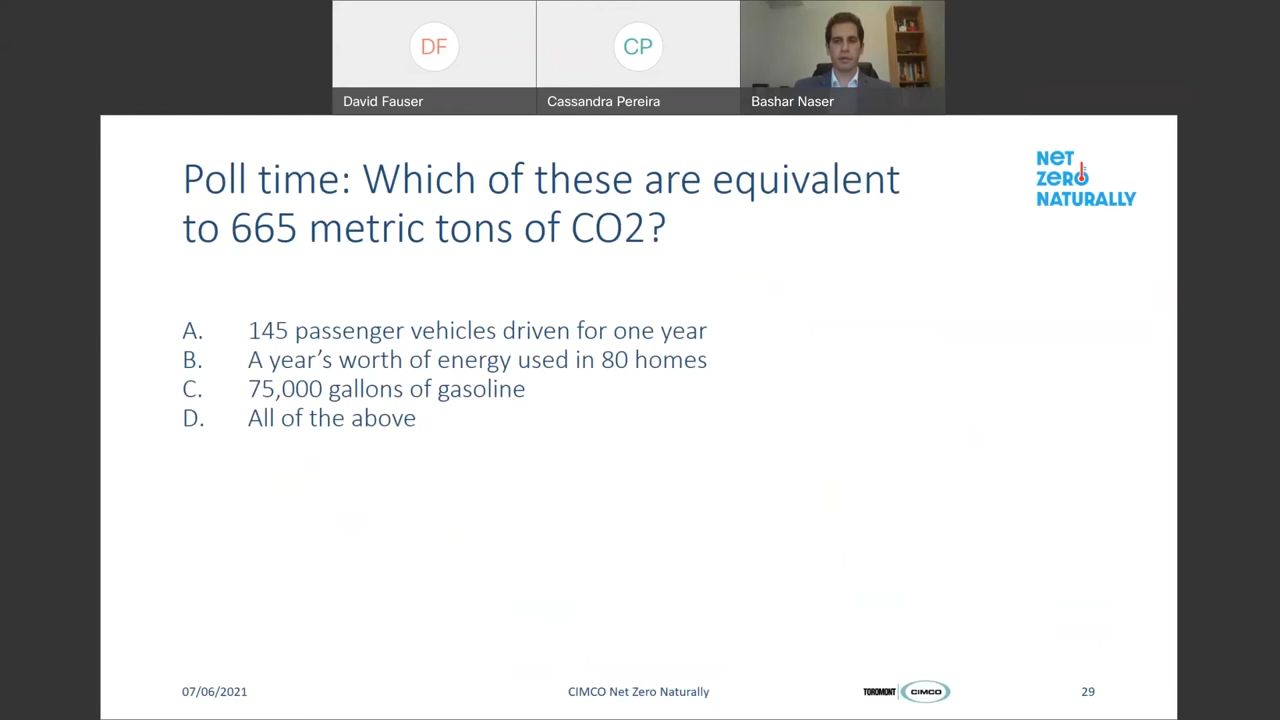 DF
CP
David Fauser
Cassandra Pereira
Bashar Naser
Poll time: Which of these are equivalent
to 665 metric tons of CO2?
NET
ZERO
NATURALLY
A. 145 passenger vehicles driven for one year
B. A year’s worth of energy used in 80 homes
C. 75,000 gallons of gasoline
D. All of the above
07/06/2021
CIMCO Net Zero Naturally
TOROMONT
CIMCO
29